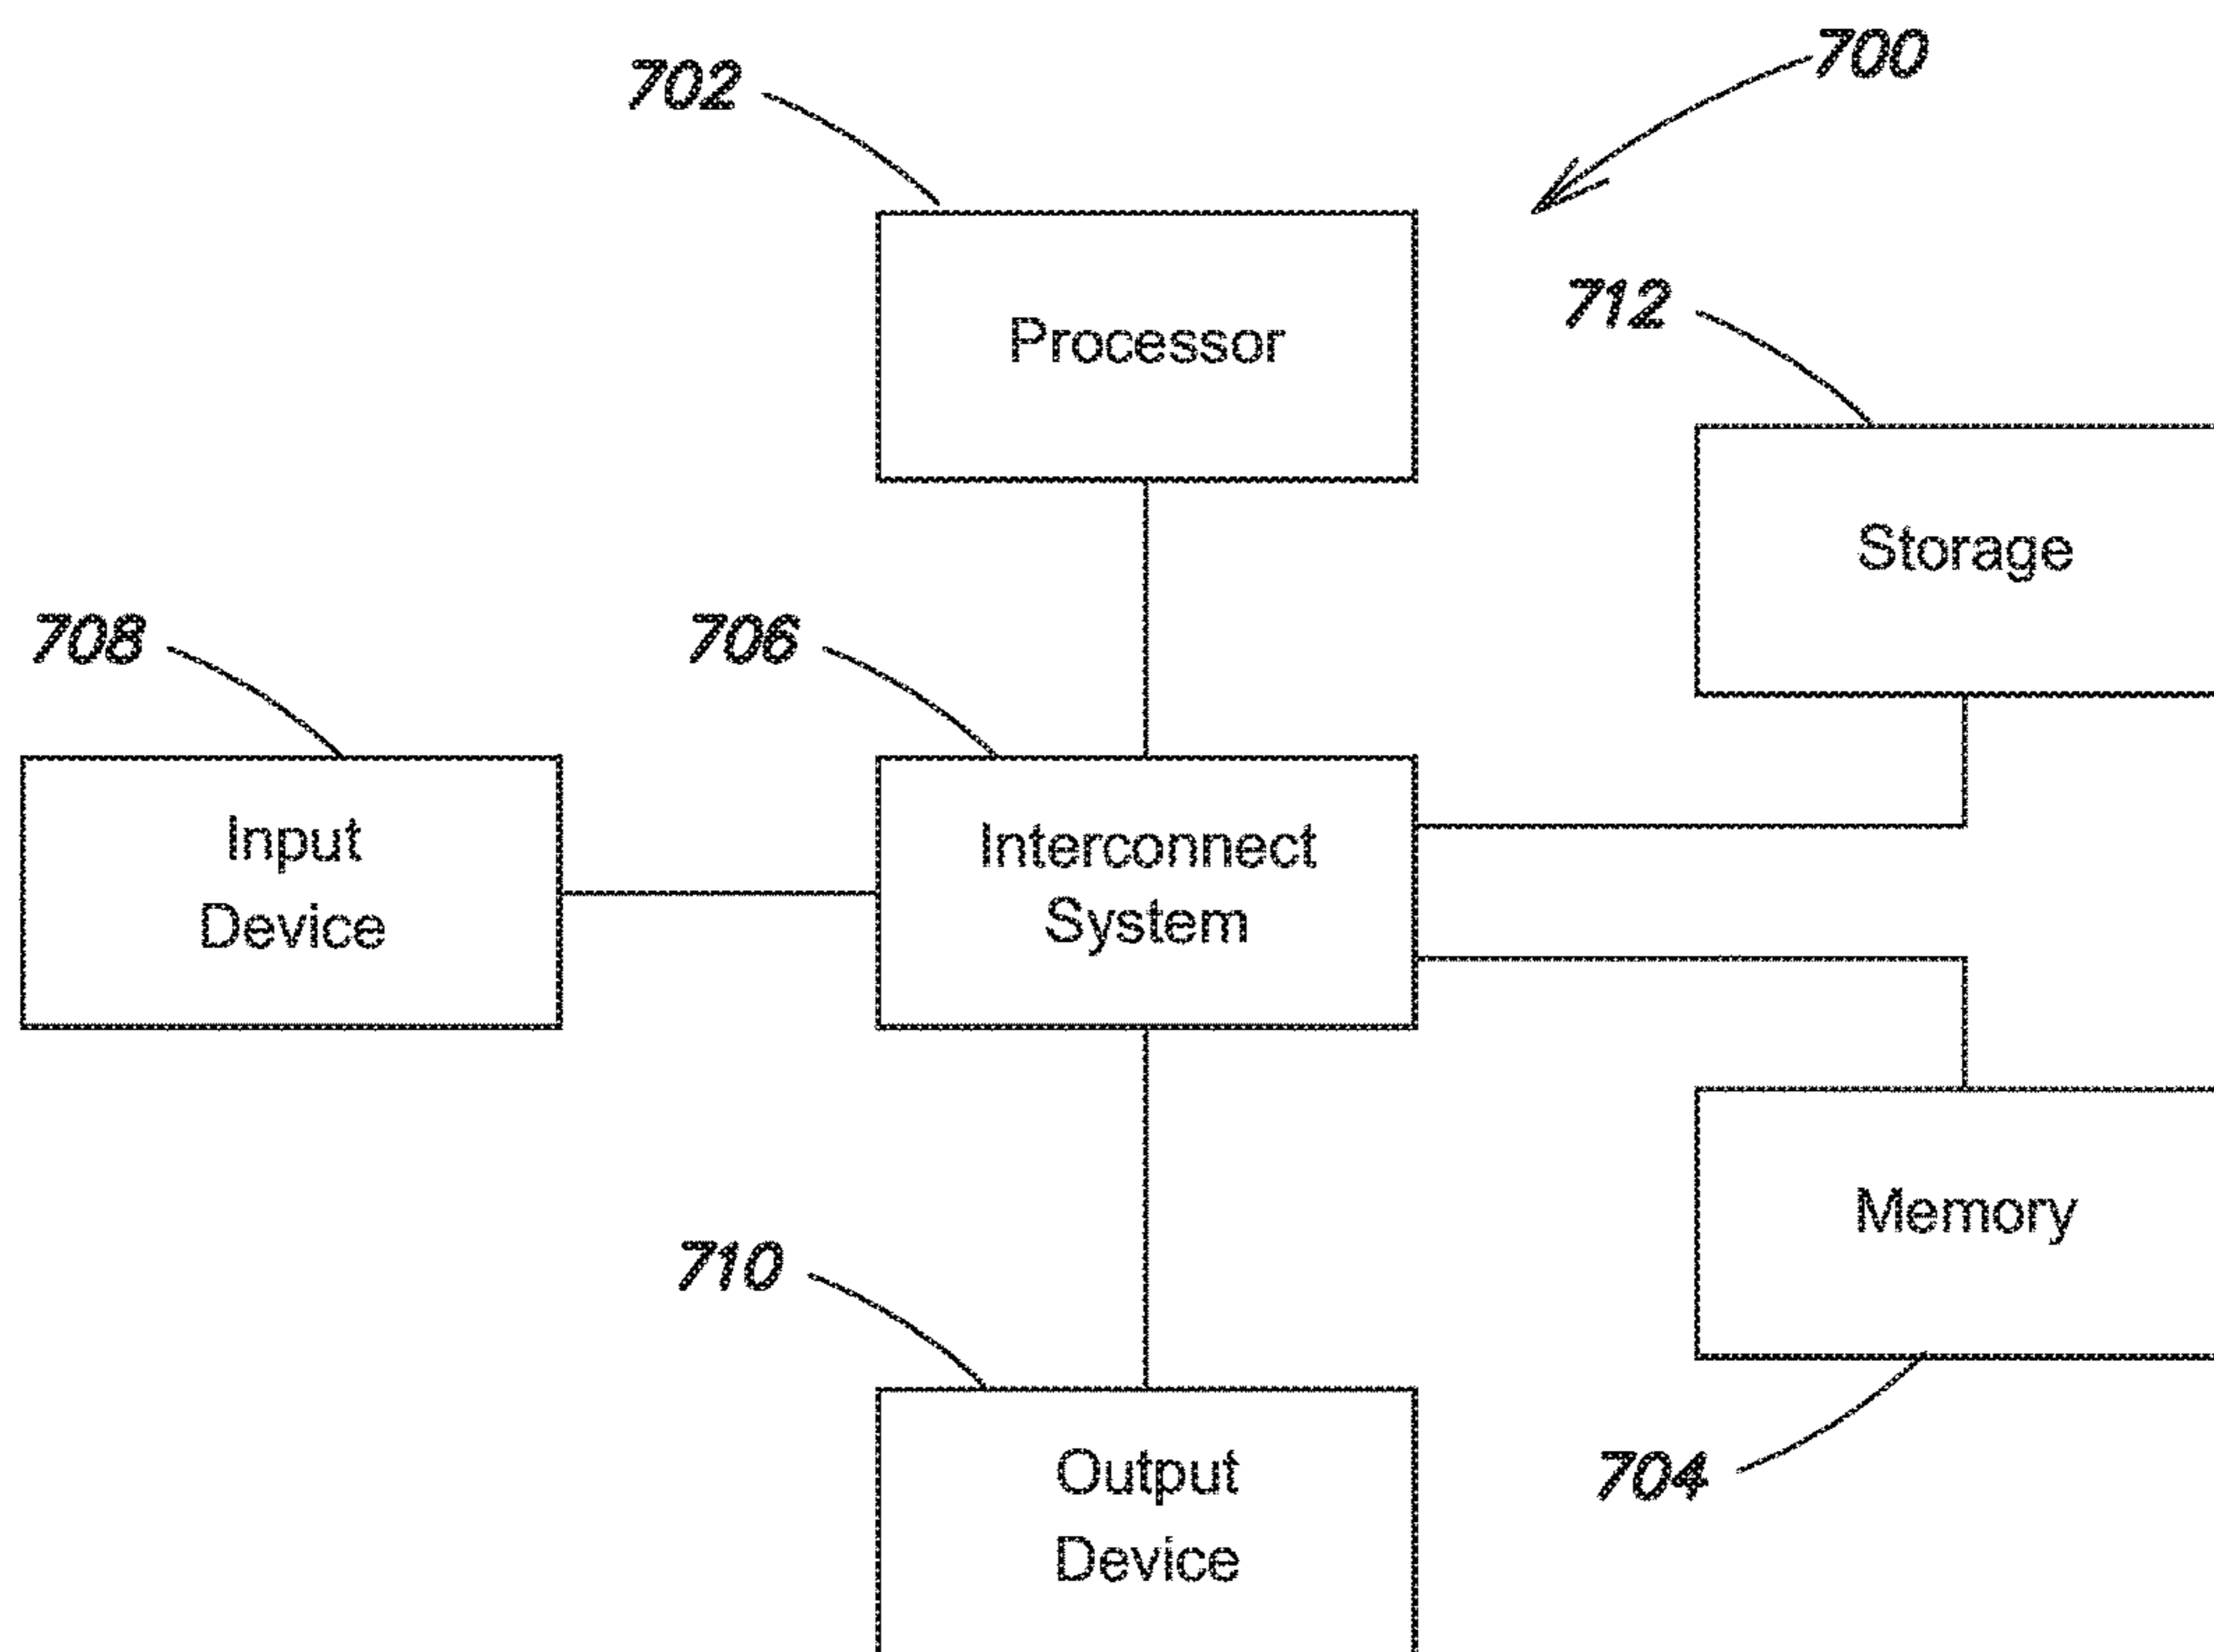 700
702
Processor
712
Storage
708
706
Input
Device
Interconnect
System
Memory
710
704
Output
Device